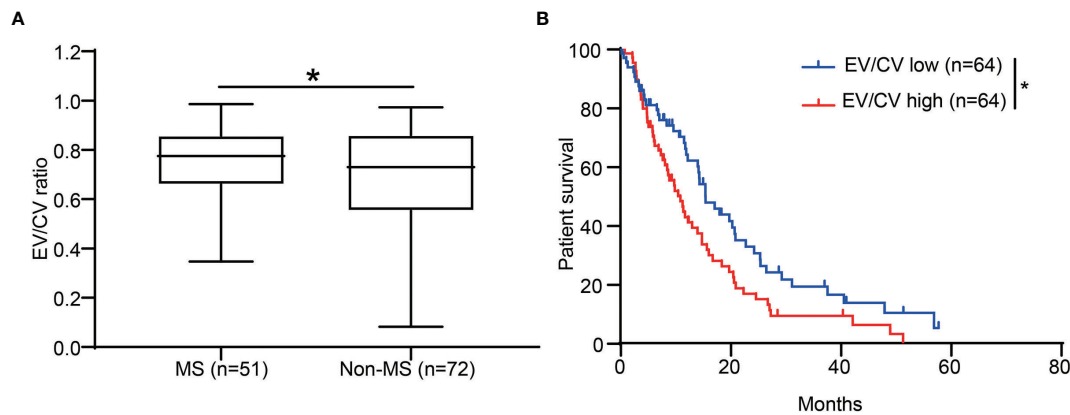 A
EV/CV ratio
1.2
1.0
0.8
0.6
0.4
0.2
0.0
*
MS (n=51)
Non-MS (n=72)
B
Patient survival
100
80
60
40
20
0
0
20
40
60
80
Months
EV/CV low (n=64)
EV/CV high (n=64)
*